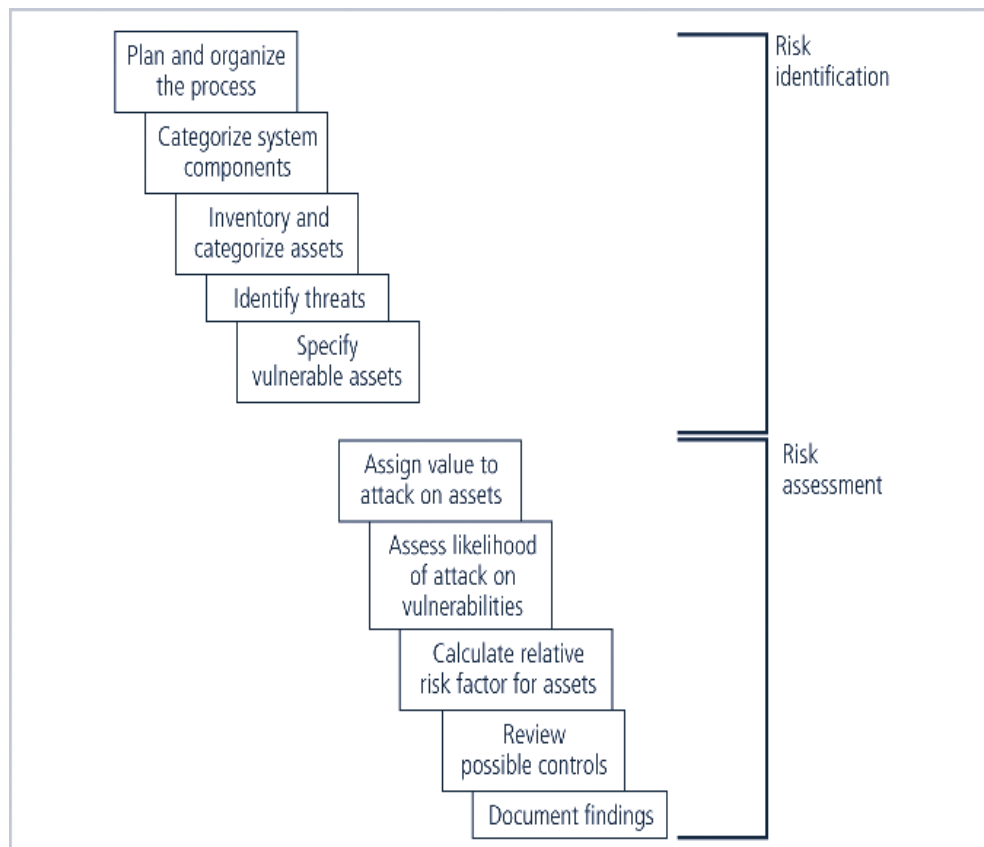 Plan and organize
the process
Categorize system
components
Inventory and
categorize assets
Identify threats
Specify
vulnerable assets
Risk
identification
Assign value to
attack on assets
Assess likelihood
of attack on
vulnerabilities
Calculate relative
risk factor for assets
Review
possible controls
Document findings
Risk
assessment